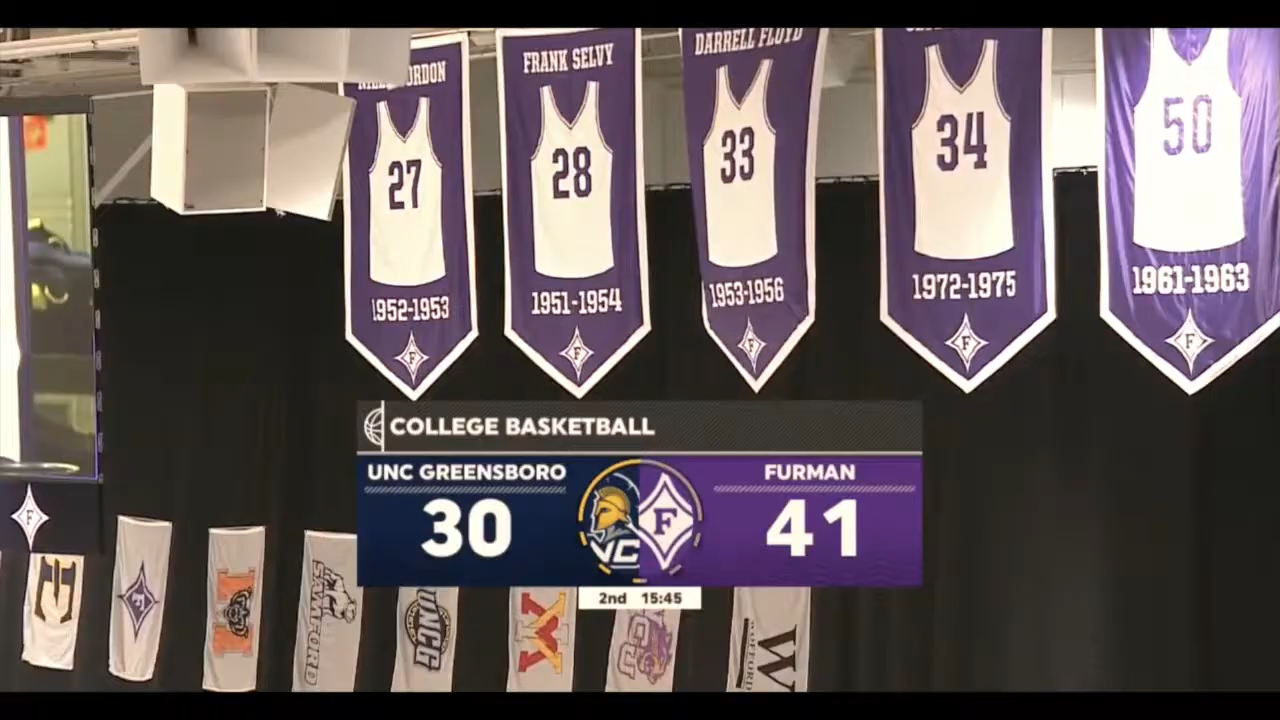 FRANK SELVY
DARRELL FLOYD
27
28
33
34
50
1952-1953
1951-1954
1953-1956
1972-1975
1961-1963
F
F
F
F
F
COLLEGE BASKETBALL
UNC GREENSBORO
30
FURMAN
41
F
2nd 15:45
F
F
SAMFORD
UNCG
WOFFORD
W